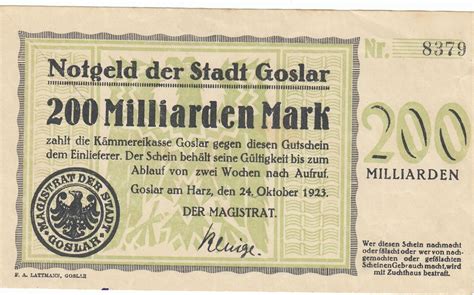 Nr. 8379
Notgeld der Stadt Goslar
200 Milliarden Mark
zahlt die Kämmereikasse Goslar gegen diesen Gutschein
dem Einlieferer. Der Schein behält seine Gültigkeit bis zum
Ablauf von zwei Wochen nach Aufruf.
Goslar am Harz, den 24. Oktober 1923.
DER MAGISTRAT.
MAGISTRAT DER STADT GOSLAR
200
MILLIARDEN
Wer diesen Schein nachmacht
oder fälscht oder wer von nach-
gemachten oder gefälschten
Scheinen Gebrauch macht, wird
mit Zuchthaus bestraft.
F. A. LATTMANN, GOSLAR